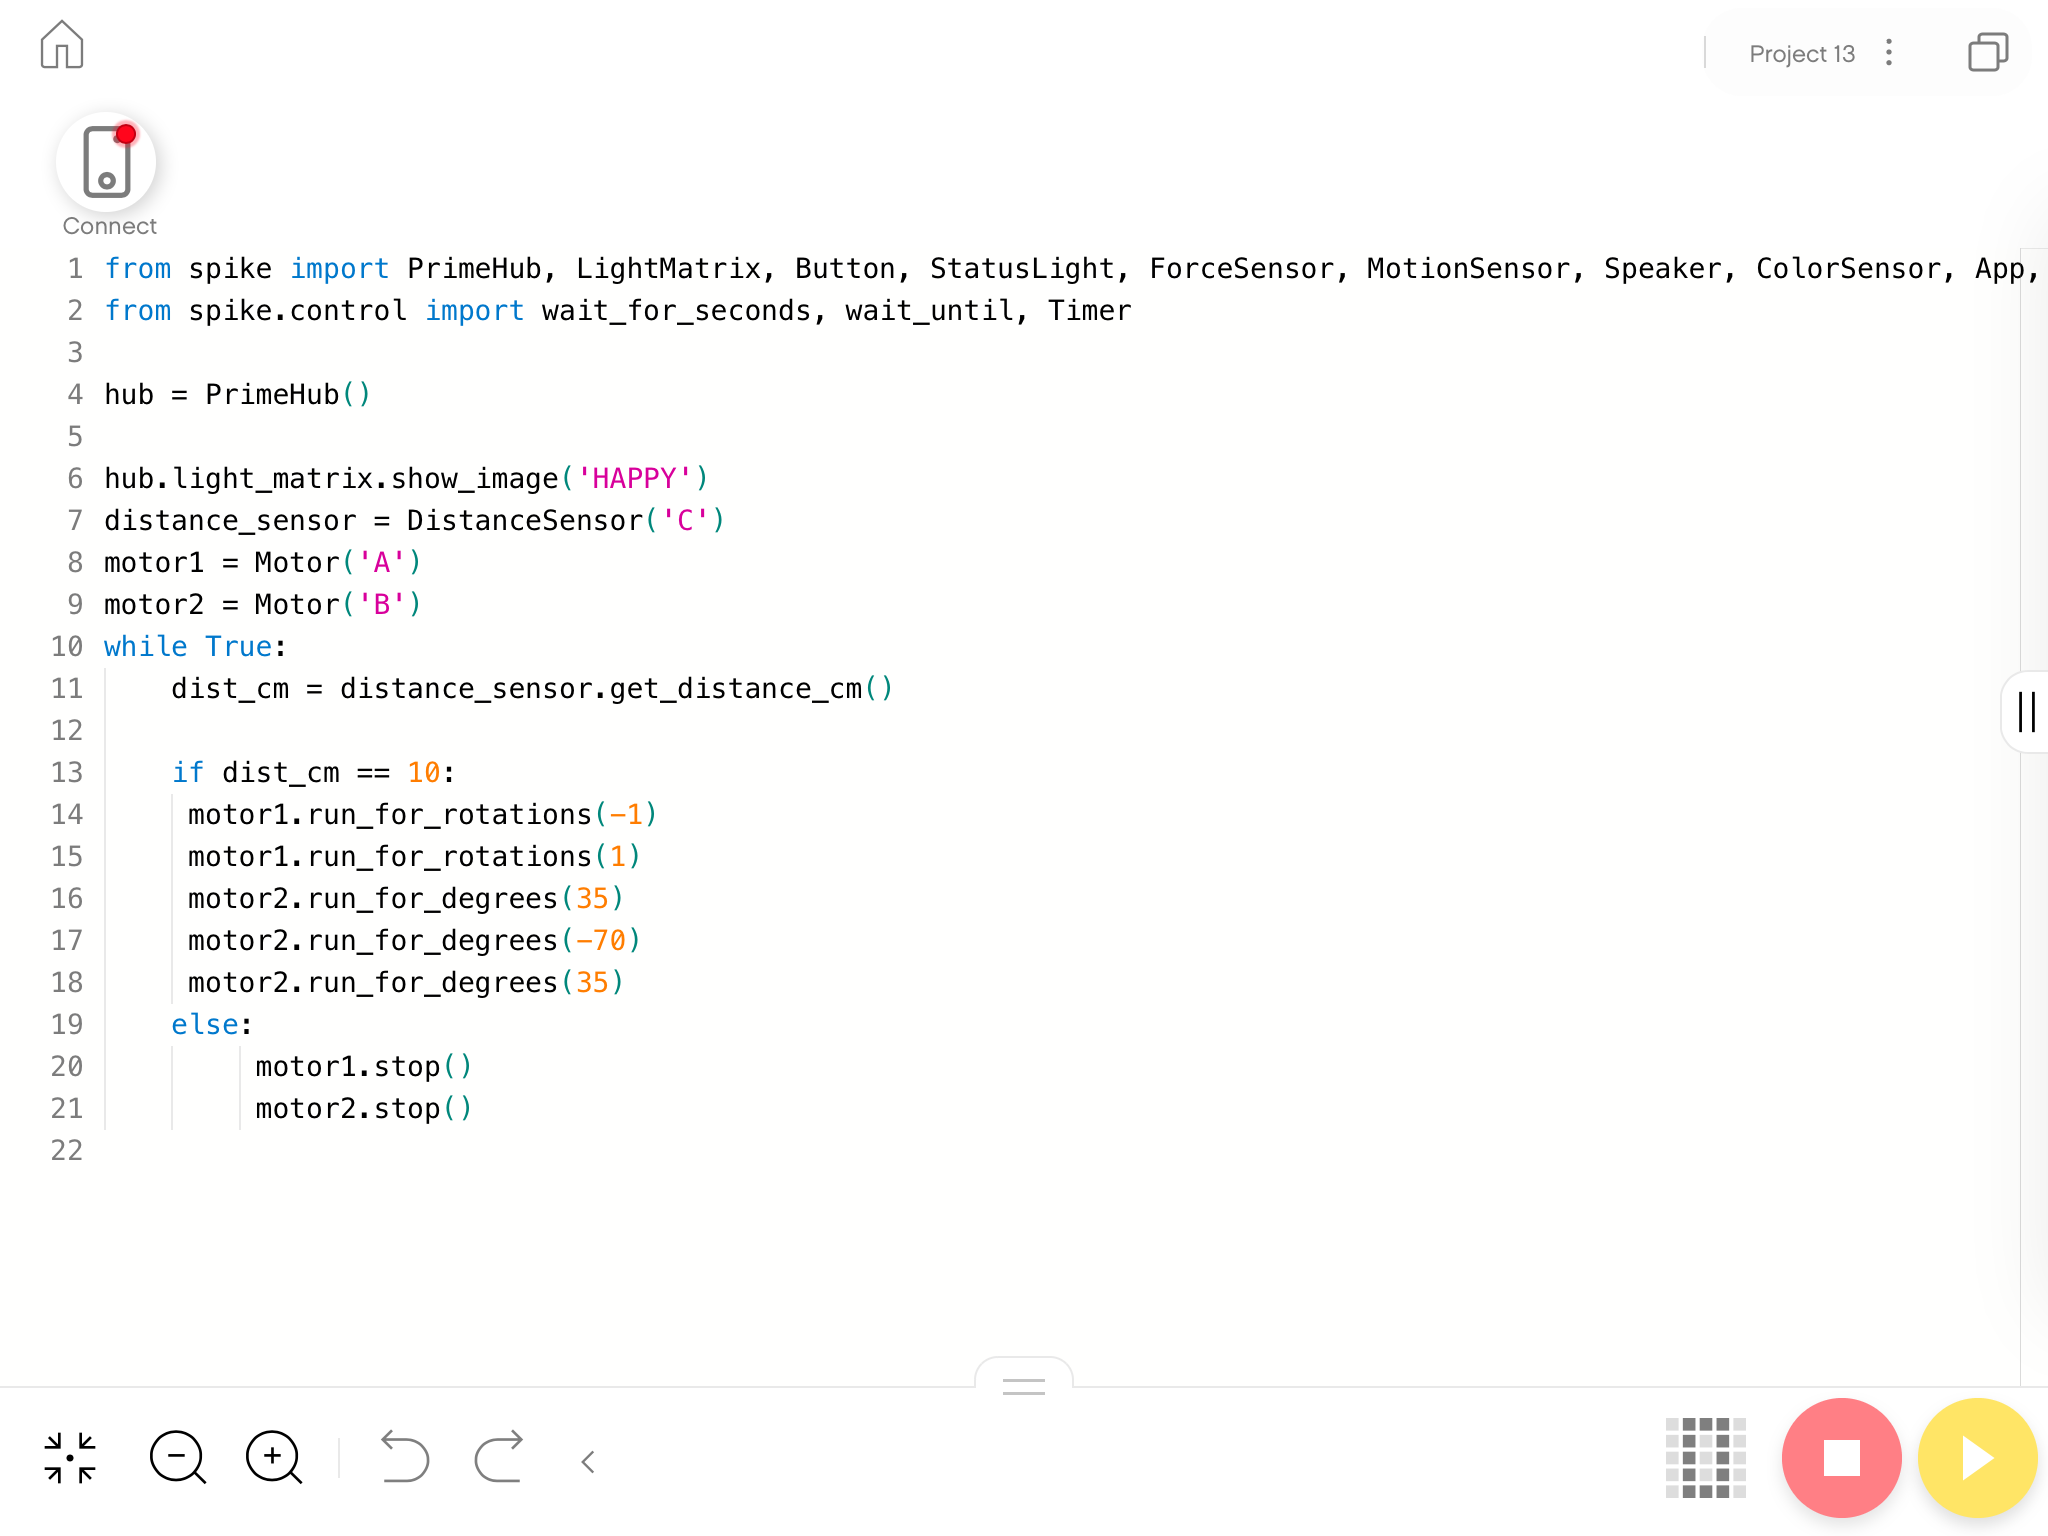 Project 13
Connect
1 from spike import PrimeHub, LightMatrix, Button, StatusLight, ForceSensor, MotionSensor, Speaker, ColorSensor, App,
2 from spike.control import wait_for_seconds, wait_until, Timer
3
4 hub = PrimeHub()
5
6 hub.light_matrix.show_image('HAPPY')
7 distance_sensor = DistanceSensor('C')
8 motor1 = Motor('A')
9 motor2 = Motor('B')
10 while True:
11     dist_cm = distance_sensor.get_distance_cm()
12
13     if dist_cm == 10:
14      motor1.run_for_rotations(-1)
15      motor1.run_for_rotations(1)
16      motor2.run_for_degrees(35)
17      motor2.run_for_degrees(-70)
18      motor2.run_for_degrees(35)
19     else:
20          motor1.stop()
21          motor2.stop()
22